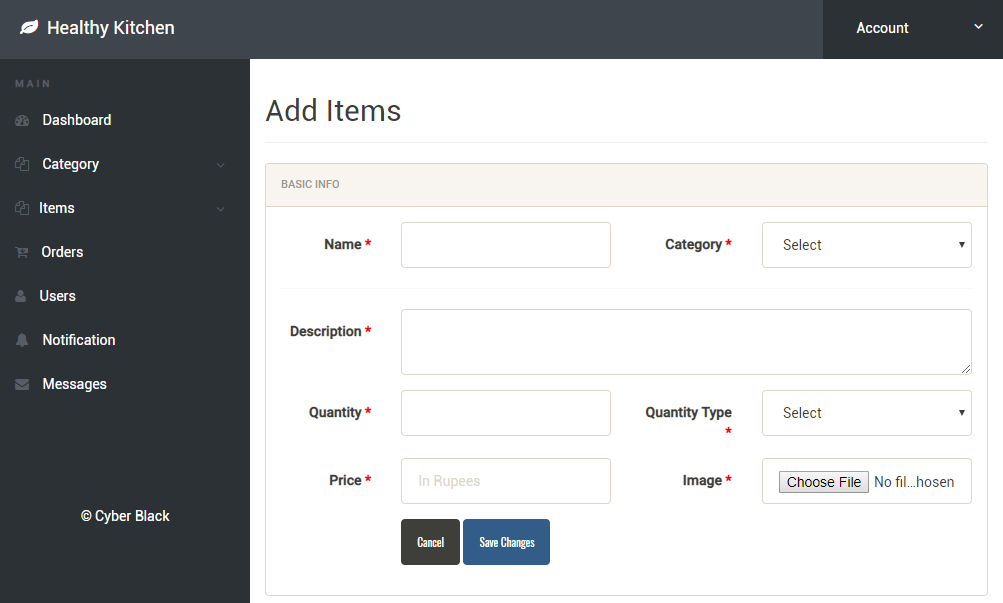 Healthy Kitchen
Account
MAIN
Dashboard
Category
Items
Orders
Users
Notification
Messages
© Cyber Black
Add Items
BASIC INFO
Name *
Category *
Select
Description *
Quantity *
Quantity Type
*
Select
Price *
In Rupees
Image *
Choose File No fil...hosen
Cancel
Save Changes